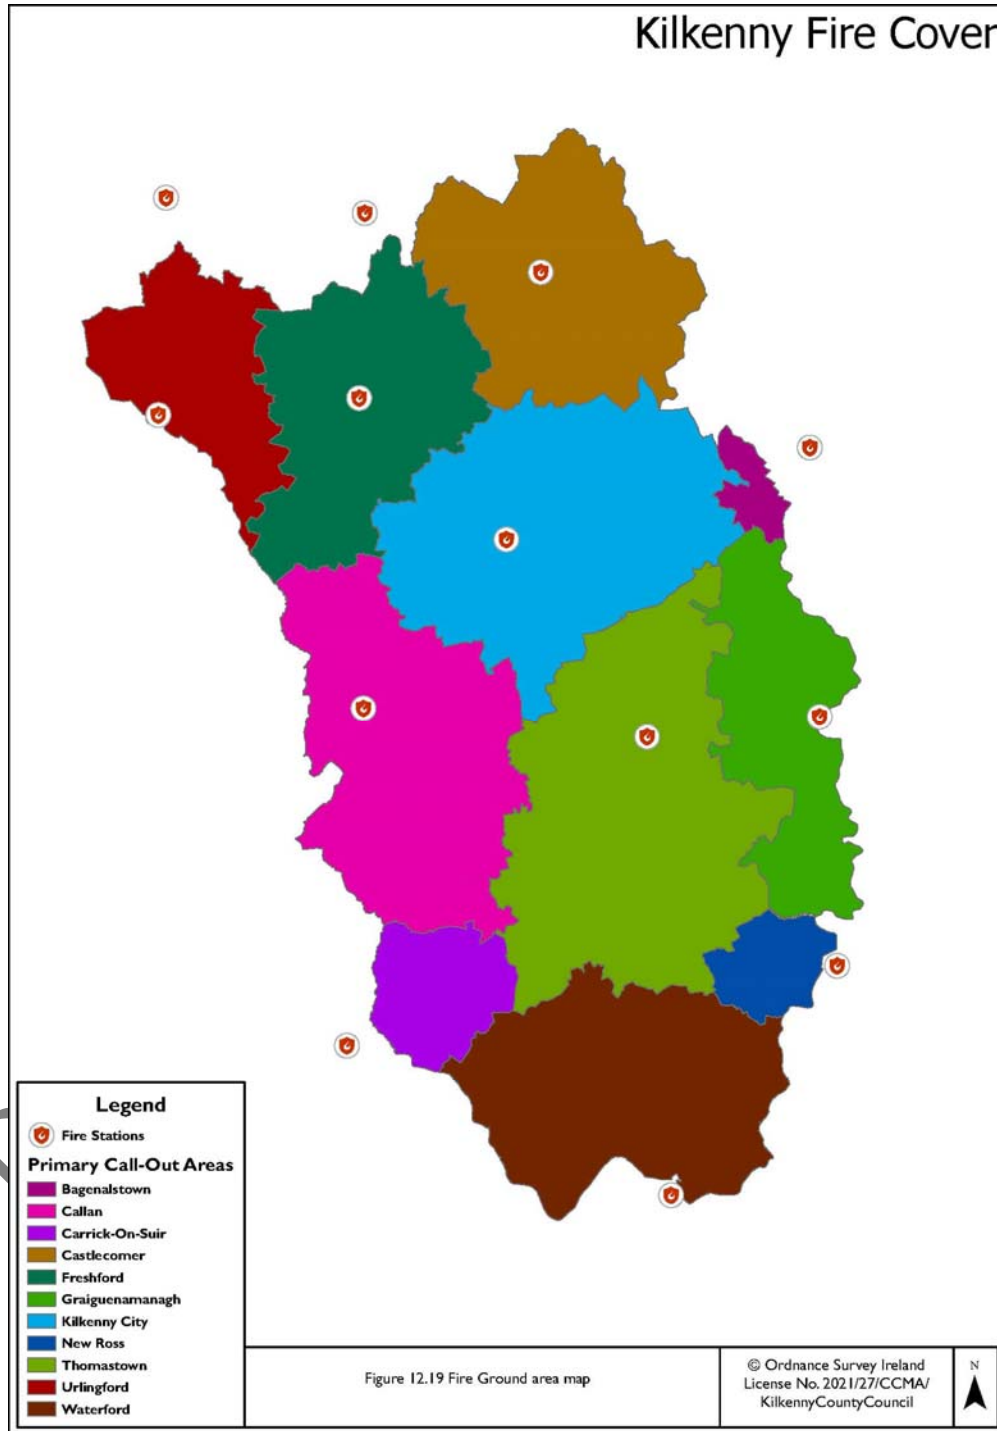 Kilkenny Fire Cover
Legend
Fire Stations
Primary Call-Out Areas
Bagenalstown
Callan
Carrick-On-Suir
Castlecomer
Freshford
Graiguenamanagh
Kilkenny City
New Ross
Thomastown
Urlingford
Waterford
Figure 12.19 Fire Ground area map
© Ordnance Survey Ireland
License No. 2021/27/CCMA/
KilkennyCountyCouncil
N